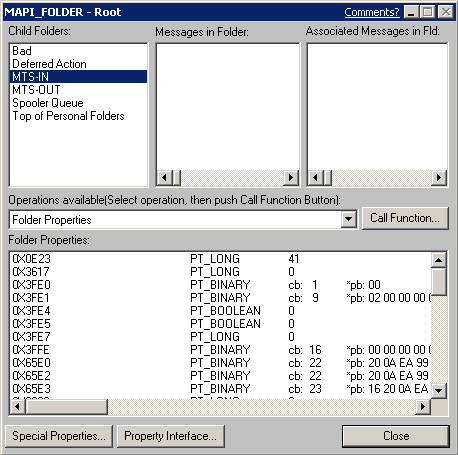 MAPI_FOLDER - Root
Comments?
Child Folders:
Messages in Folder:
Associated Messages in Fld:
Bad
Deferred Action
MTS-IN
MTS-OUT
Spooler Queue
Top of Personal Folders
Operations available(Select operation, then push Call Function Button):
Folder Properties
Call Function...
Folder Properties:
0X0E23 PT_LONG 41
0X3617 PT_LONG 0
0X3FE0 PT_BINARY cb: 1 *pb: 00
0X3FE1 PT_BINARY cb: 9 *pb: 02 00 00 00 0
0X3FE4 PT_BOOLEAN 0
0X3FE5 PT_BOOLEAN 0
0X3FE7 PT_LONG 0
0X3FFE PT_BINARY cb: 16 *pb: 00 00 00 00 0
0X65E0 PT_BINARY cb: 22 *pb: 20 0A EA 99
0X65E2 PT_BINARY cb: 22 *pb: 20 0A EA 99
0X65E3 PT_BINARY cb: 23 *pb: 16 20 0A EA
Special Properties...
Property Interface...
Close